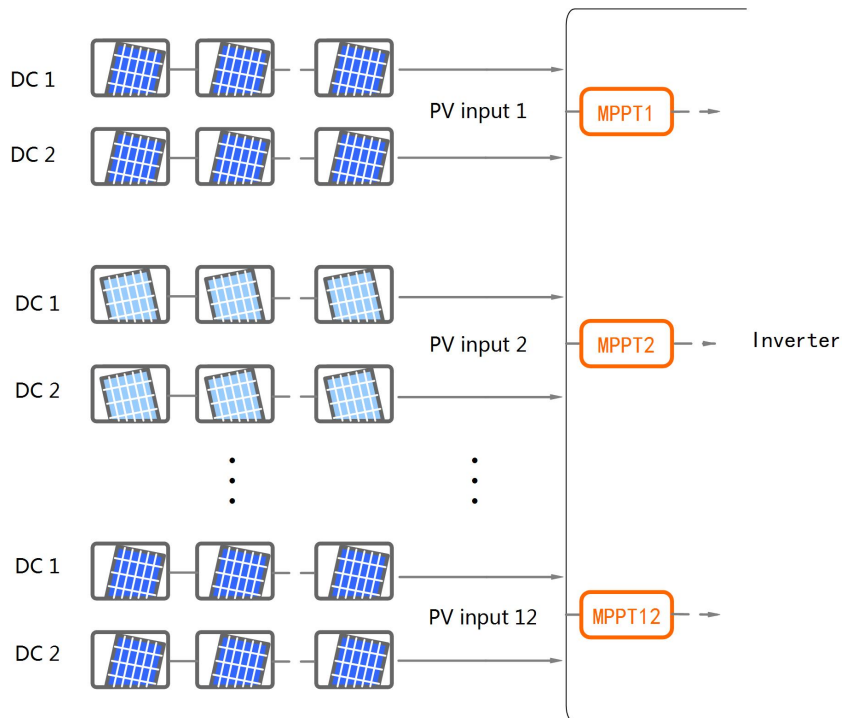 DC 1
PV input 1
MPPT1
DC 2
DC 1
PV input 2
MPPT2
Inverter
DC 2
DC 1
PV input 12
MPPT12
DC 2